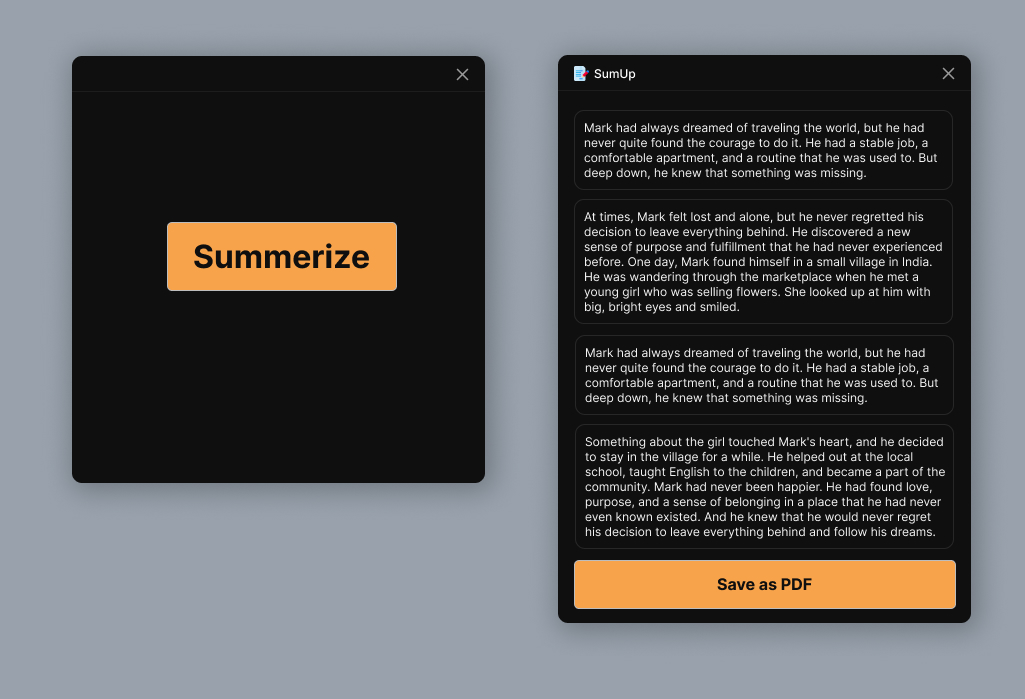 Summerize
SumUp
Mark had always dreamed of traveling the world, but he had
never quite found the courage to do it. He had a stable job, a
comfortable apartment, and a routine that he was used to. But
deep down, he knew that something was missing.
At times, Mark felt lost and alone, but he never regretted his
decision to leave everything behind. He discovered a new
sense of purpose and fulfillment that he had never experienced
before. One day, Mark found himself in a small village in India.
He was wandering through the marketplace when he met a
young girl who was selling flowers. She looked up at him with
big, bright eyes and smiled.
Mark had always dreamed of traveling the world, but he had
never quite found the courage to do it. He had a stable job, a
comfortable apartment, and a routine that he was used to. But
deep down, he knew that something was missing.
Something about the girl touched Mark's heart, and he decided
to stay in the village for a while. He helped out at the local
school, taught English to the children, and became a part of the
community. Mark had never been happier. He had found love,
purpose, and a sense of belonging in a place that he had never
even known existed. And he knew that he would never regret
his decision to leave everything behind and follow his dreams.
Save as PDF